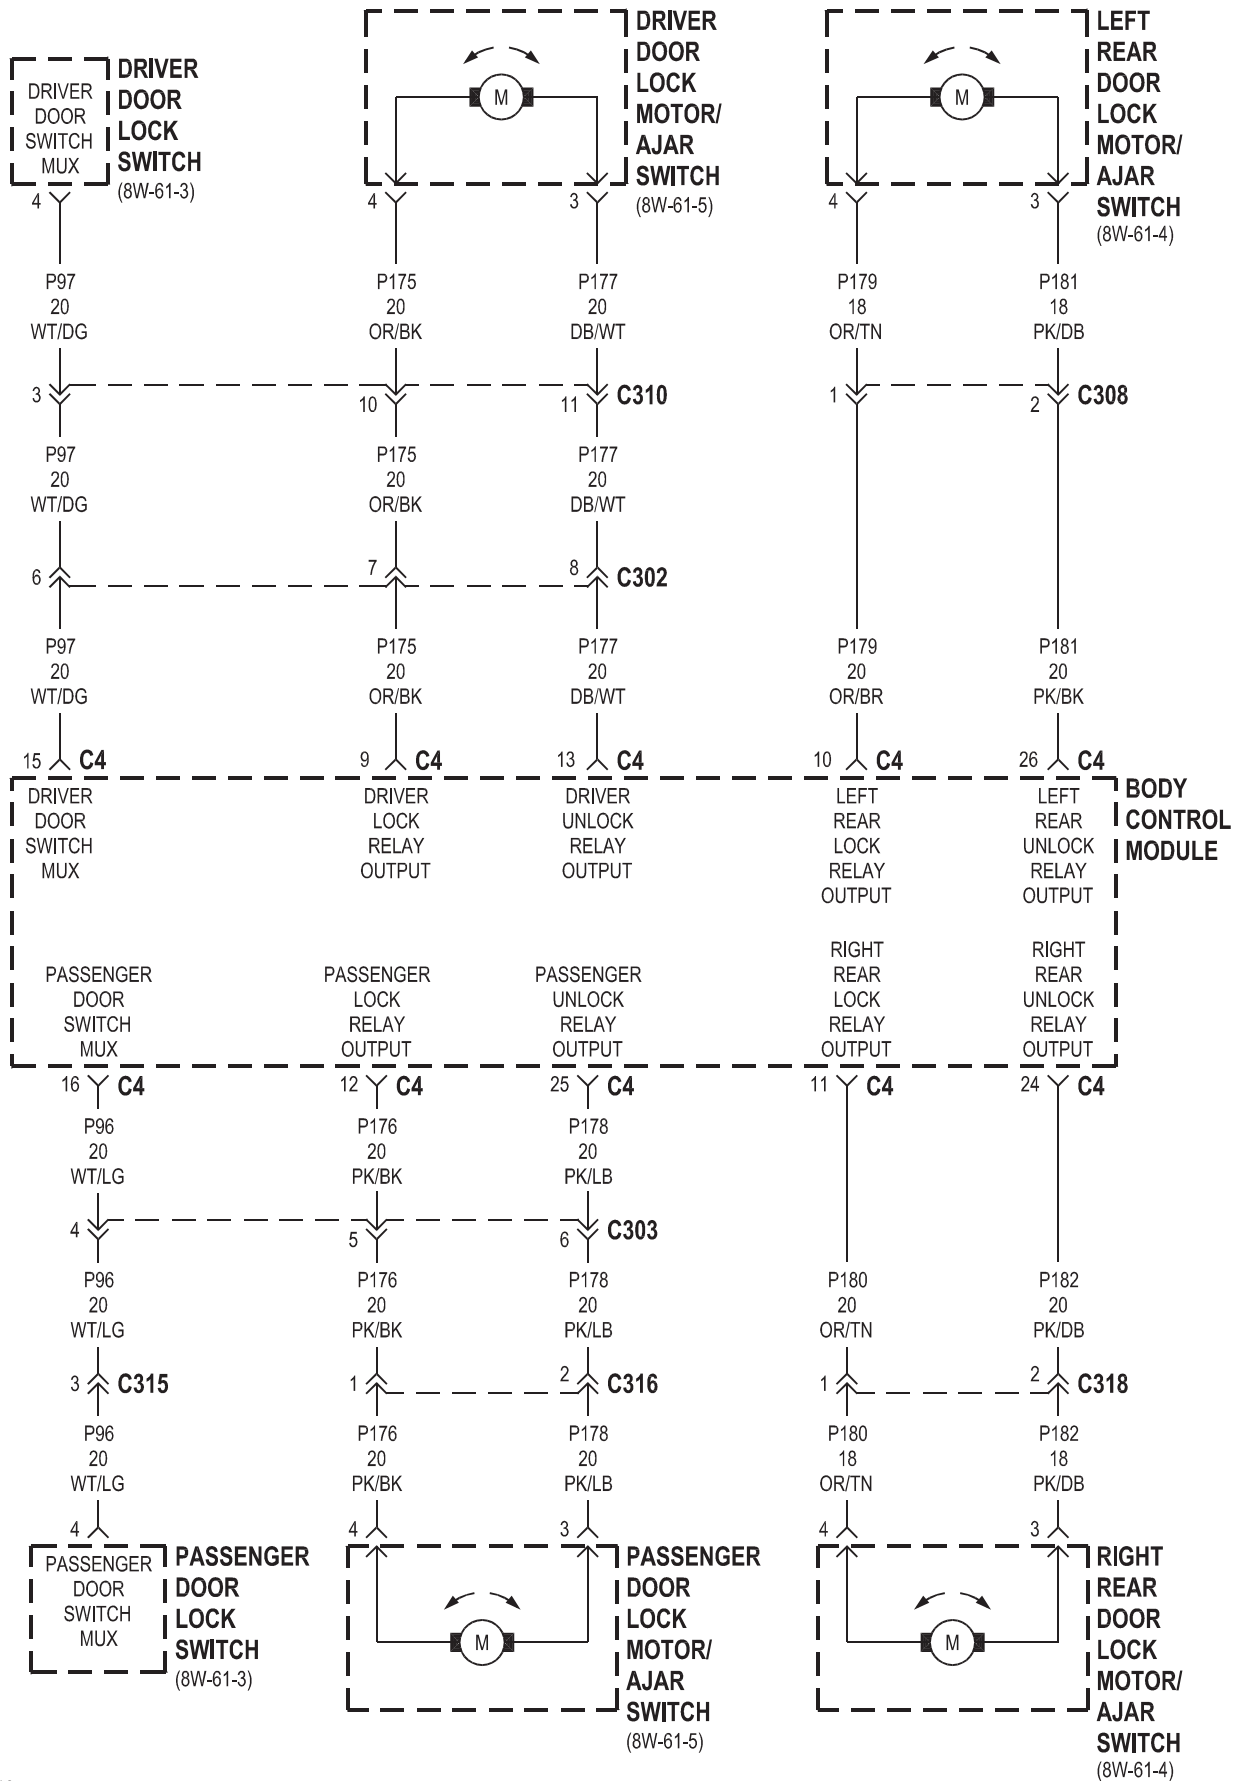 DRIVER
DOOR
LOCK
SWITCH
(8W-61-3)
DRIVER
DOOR
SWITCH
MUX
DRIVER
DOOR
LOCK
MOTOR/
AJAR
SWITCH
(8W-61-5)
M
LEFT
REAR
DOOR
LOCK
MOTOR/
AJAR
SWITCH
(8W-61-4)
M
4
4
3
4
3
P97
20
WT/DG
P175
20
OR/BK
P177
20
DB/WT
P179
18
OR/TN
P181
18
PK/DB
3
10
11
C310
1
2
C308
P97
20
WT/DG
P175
20
OR/BK
P177
20
DB/WT
6
7
8
C302
P97
20
WT/DG
P175
20
OR/BK
P177
20
DB/WT
P179
20
OR/BR
P181
20
PK/BK
15 C4
9 C4
13 C4
10 C4
26 C4
BODY
CONTROL
MODULE
DRIVER
DOOR
SWITCH
MUX
DRIVER
LOCK
RELAY
OUTPUT
DRIVER
UNLOCK
RELAY
OUTPUT
LEFT
REAR
LOCK
RELAY
OUTPUT
LEFT
REAR
UNLOCK
RELAY
OUTPUT
PASSENGER
DOOR
SWITCH
MUX
PASSENGER
LOCK
RELAY
OUTPUT
PASSENGER
UNLOCK
RELAY
OUTPUT
RIGHT
REAR
LOCK
RELAY
OUTPUT
RIGHT
REAR
UNLOCK
RELAY
OUTPUT
16 C4
12 C4
25 C4
11 C4
24 C4
P96
20
WT/LG
P176
20
PK/BK
P178
20
PK/LB
4
5
6
C303
P96
20
WT/LG
P176
20
PK/BK
P178
20
PK/LB
P180
20
OR/TN
P182
20
PK/DB
3 C315
1
2
C316
1
2
C318
P96
20
WT/LG
P176
20
PK/BK
P178
20
PK/LB
P180
18
OR/TN
P182
18
PK/DB
4
4
3
4
3
PASSENGER
DOOR
SWITCH
MUX
PASSENGER
DOOR
LOCK
SWITCH
(8W-61-3)
M
PASSENGER
DOOR
LOCK
MOTOR/
AJAR
SWITCH
(8W-61-5)
M
RIGHT
REAR
DOOR
LOCK
MOTOR/
AJAR
SWITCH
(8W-61-4)